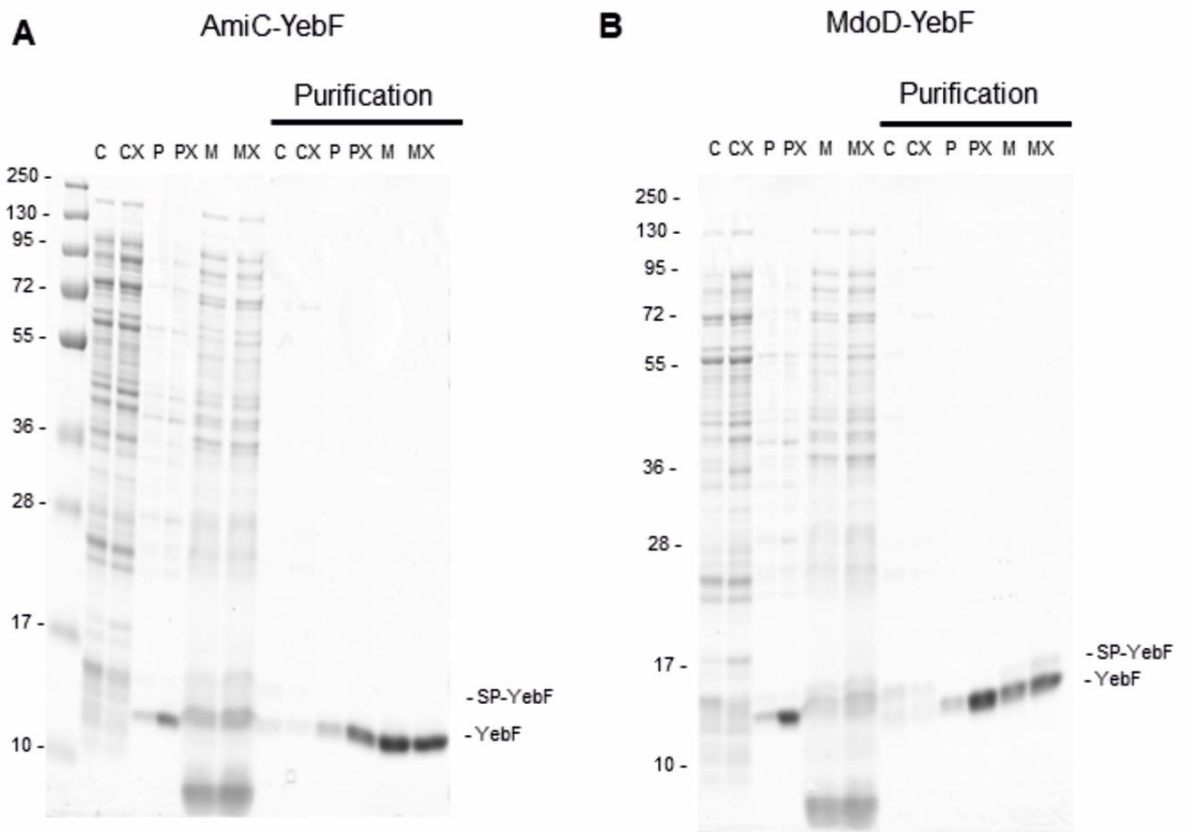 A
AmiC-YebF
Purification
C CX P PX M MX C CX P PX M MX
250 -
130 -
95 -
72 -
55 -
36 -
28 -
17 -
10 -
- SP-YebF
- YebF
B
MdoD-YebF
Purification
C CX P PX M MX C CX P PX M MX
250 -
130 -
95 -
72 -
55 -
36 -
28 -
17 -
10 -
- SP-YebF
- YebF